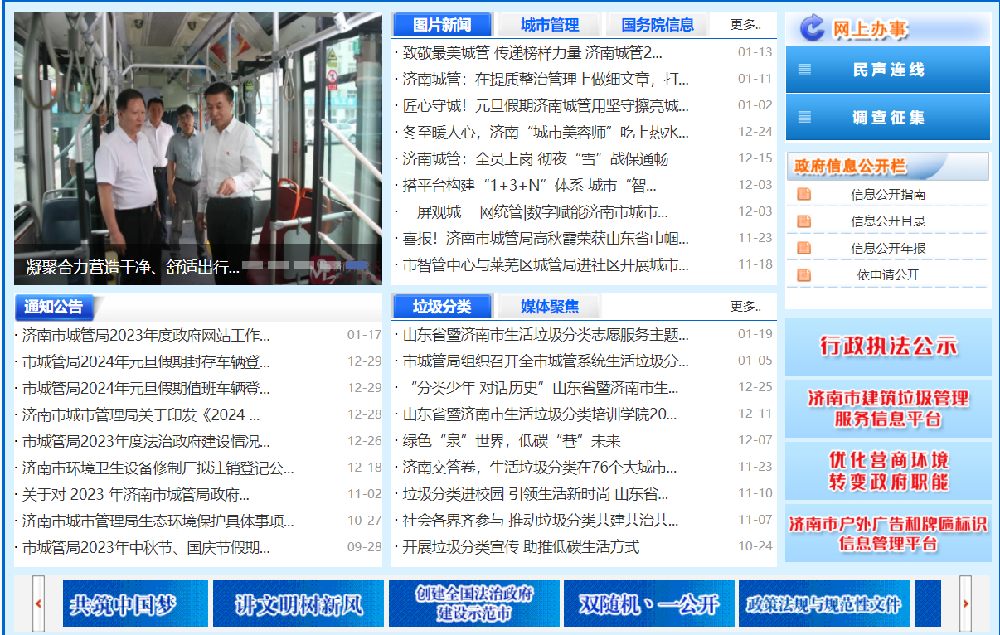 图片新闻 城市管理 国务院信息 更多..
· 致敬最美城管 传递榜样力量 济南城管2... 01-13
· 济南城管：在提质整治管理上做细文章，打... 01-11
· 匠心守城！元旦假期济南城管用坚守擦亮城... 01-02
· 冬至暖人心，济南“城市美容师”吃上热水... 12-24
· 济南城管：全员上岗 彻夜“雪”战保通畅 12-15
· 搭平台构建“1+3+N”体系 城市“智... 12-03
· 一屏观城 一网统管|数字赋能济南市城市... 12-03
· 喜报！济南市城管局高秋霞荣获山东省巾帼... 11-23
· 市智管中心与莱芜区城管局进社区开展城市... 11-18
凝聚合力营造干净、舒适出行...
网上办事
民声连线
调查征集
政府信息公开栏
信息公开指南
信息公开目录
信息公开年报
依申请公开
通知公告
· 济南市城管局2023年度政府网站工作... 01-17
· 市城管局2024年元旦假期封存车辆登... 12-29
· 市城管局2024年元旦假期值班车辆登... 12-29
· 济南市城市管理局关于印发《2024 ... 12-28
· 市城管局2023年度法治政府建设情况... 12-26
· 济南市环境卫生设备修制厂拟注销登记公... 12-18
· 关于对 2023 年济南市城管局政府... 11-02
· 济南市城市管理局生态环境保护具体事项... 10-27
· 市城管局2023年中秋节、国庆节假期... 09-28
垃圾分类 媒体聚焦 更多..
· 山东省暨济南市生活垃圾分类志愿服务主题... 01-19
· 市城管局组织召开全市城管系统生活垃圾分... 01-05
· “分类少年 对话历史”山东省暨济南市生... 12-25
· 山东省暨济南市生活垃圾分类培训学院20... 12-11
· 绿色“泉”世界，低碳“巷”未来 12-07
· 济南交答卷，生活垃圾分类在76个大城市... 11-23
· 垃圾分类进校园 引领生活新时尚 山东省... 11-10
· 社会各界齐参与 推动垃圾分类共建共治共... 11-07
· 开展垃圾分类宣传 助推低碳生活方式 10-24
行政执法公示
济南市建筑垃圾管理
服务信息平台
优化营商环境
转变政府职能
济南市户外广告和牌匾标识
信息管理平台
共筑中国梦
讲文明树新风
创建全国法治政府
建设示范市
双随机、一公开
政策法规与规范性文件